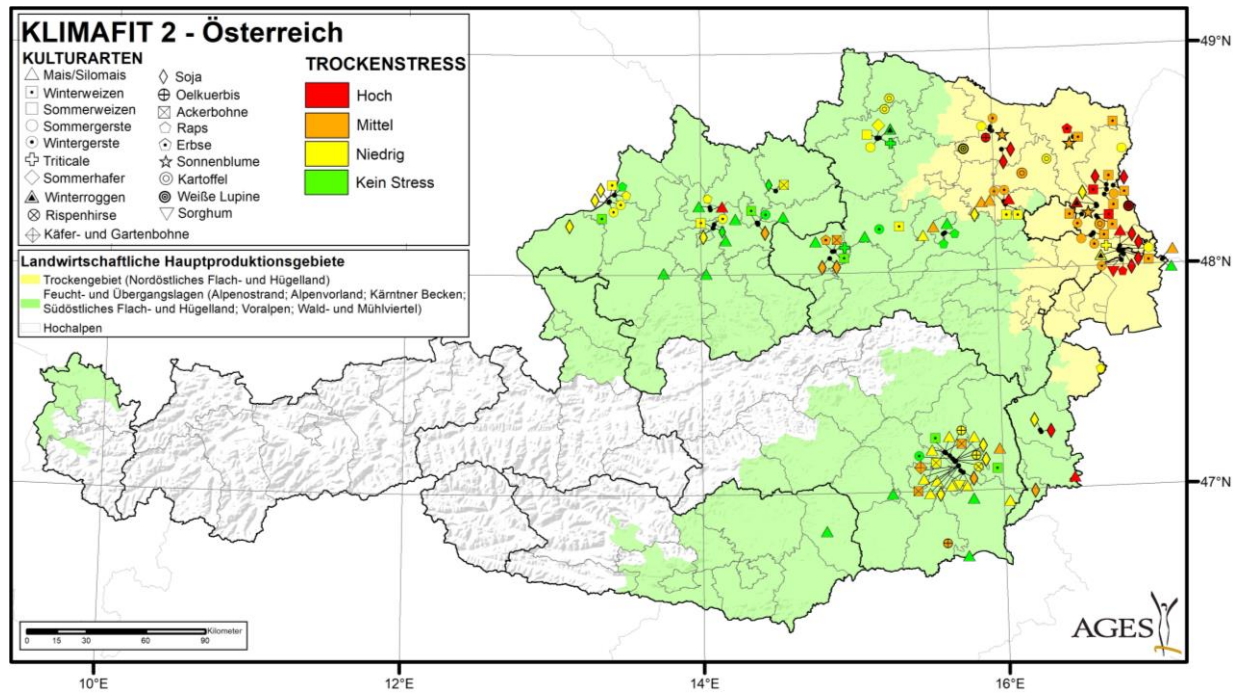 KLIMAFIT 2 - Österreich
KULTURARTEN
Mais/Silomais
Winterweizen
Sommerweizen
Sommergerste
Wintergerste
Triticale
Sommerhafer
Winterroggen
Rispenhirse
Käfer- und Gartenbohne
Soja
Oelkuerbis
Ackerbohne
Raps
Erbse
Sonnenblume
Kartoffel
Weiße Lupine
Sorghum
TROCKENSTRESS
Hoch
Mittel
Niedrig
Kein Stress
Landwirtschaftliche Hauptproduktionsgebiete
Trockengebiet (Nordöstliches Flach- und Hügelland)
Feucht- und Übergangslagen (Alpenostrand; Alpenvorland; Kärntner Becken;
Südöstliches Flach- und Hügelland; Voralpen; Wald- und Mühlviertel)
Hochalpen
14°E
16°E
49°N
48°N
47°N
Kilometer
0 15 30 60 90
AGES
10°E
12°E
14°E
16°E